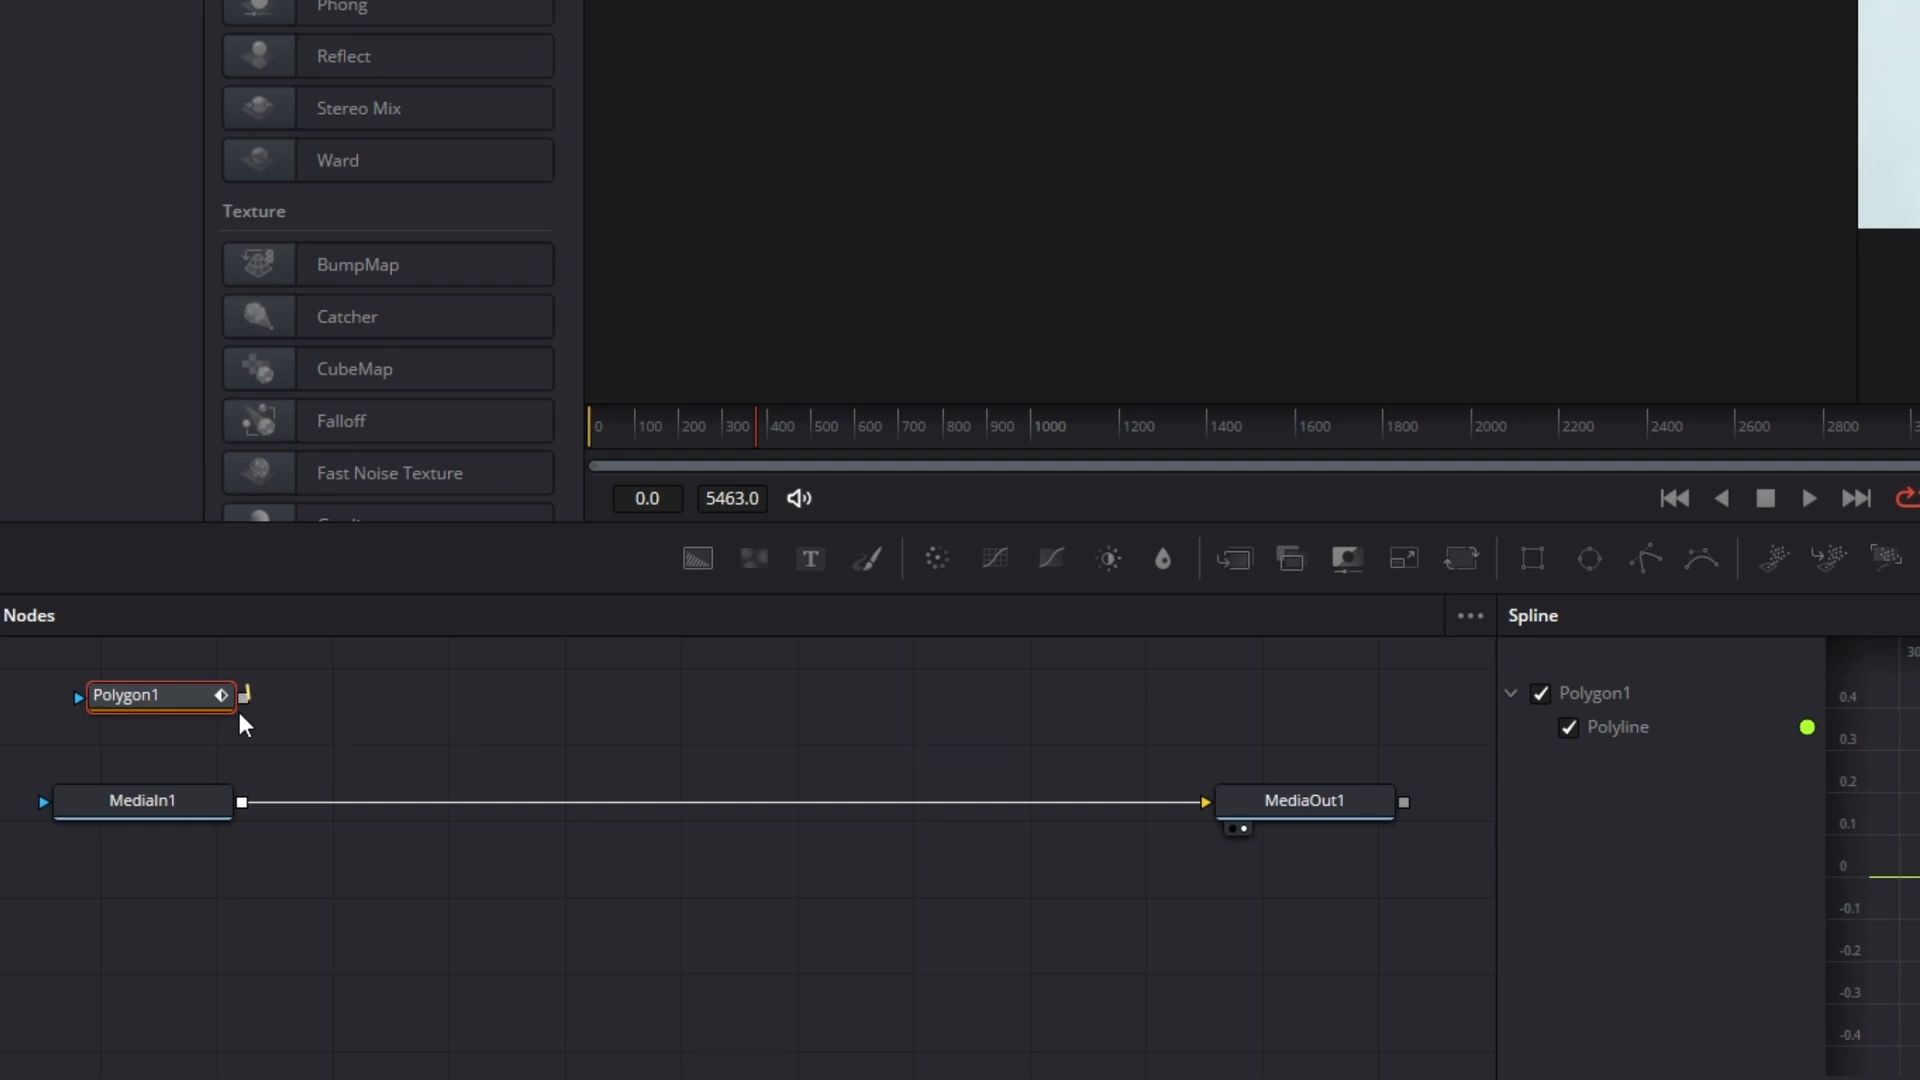 Phong
Reflect
Stereo Mix
Ward
Texture
BumpMap
Catcher
CubeMap
Falloff
Fast Noise Texture
0 100 200 300 400 500 600 700 800 900 1000 1200 1400 1600 1800 2000 2200 2400 2600 2800
0.0 5463.0
T
Nodes
Spline
Polygon1
MediaIn1
MediaOut1
Polygon1
Polyline
30
0.4
0.3
0.2
0.1
0
-0.1
-0.2
-0.3
-0.4